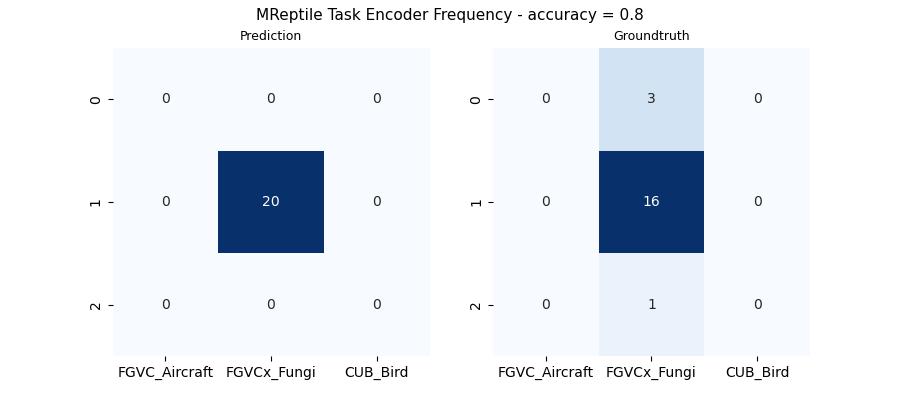 MReptile Task Encoder Frequency - accuracy = 0.8
Prediction
Groundtruth
0
0 0 0
1
0 20 0
2
0 0 0
FGVC_Aircraft FGVCx_Fungi CUB_Bird
0
0 3 0
1
0 16 0
2
0 1 0
FGVC_Aircraft FGVCx_Fungi CUB_Bird